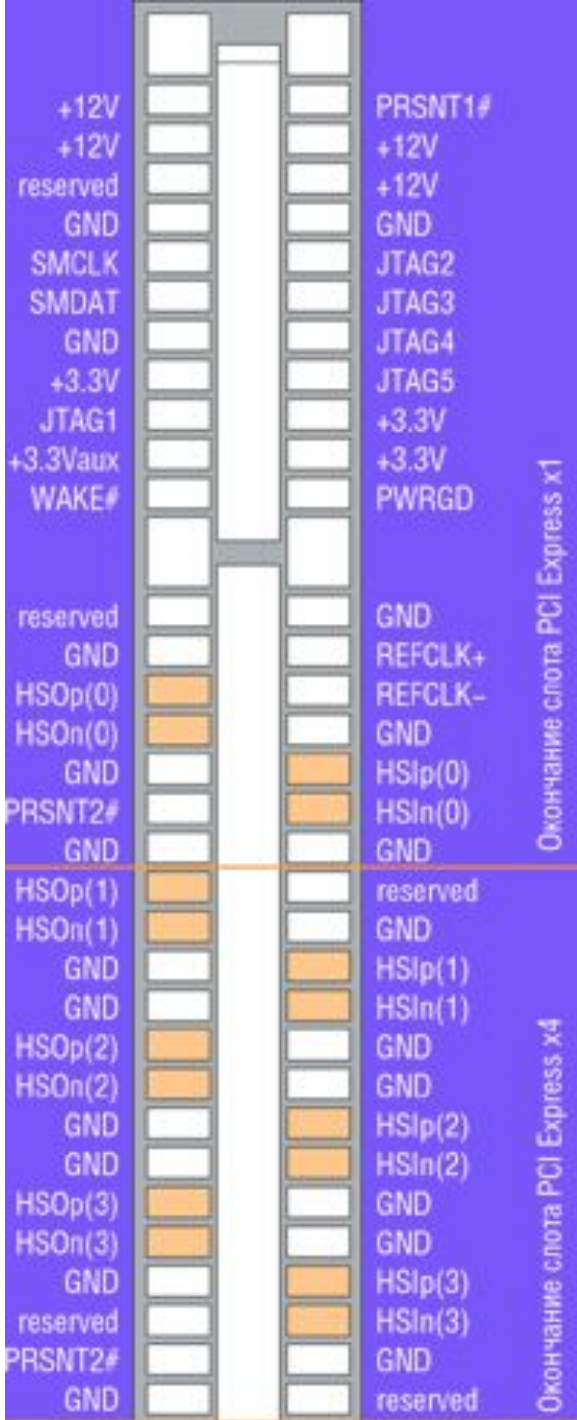 +12V PRSNT1#
+12V +12V
reserved +12V
GND GND
SMCLK JTAG2
SMDAT JTAG3
GND JTAG4
+3.3V JTAG5
JTAG1 +3.3V
+3.3Vaux +3.3V
WAKE# PWRGD
reserved GND
GND REFCLK+
HSOp(0) REFCLK–
HSOn(0) GND
GND HSIp(0)
PRSNT2# HSIn(0)
GND GND
Окончание слота PCI Express x1
HSOp(1) reserved
HSOn(1) GND
GND HSIp(1)
GND HSIn(1)
HSOp(2) GND
HSOn(2) GND
GND HSIp(2)
GND HSIn(2)
HSOp(3) GND
HSOn(3) GND
GND HSIp(3)
reserved HSIn(3)
PRSNT2# GND
GND reserved
Окончание слота PCI Express x4